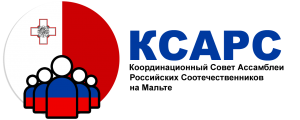 КСАРС
Координационный Совет Ассамблеи
Российских Соотечественников
на Мальте